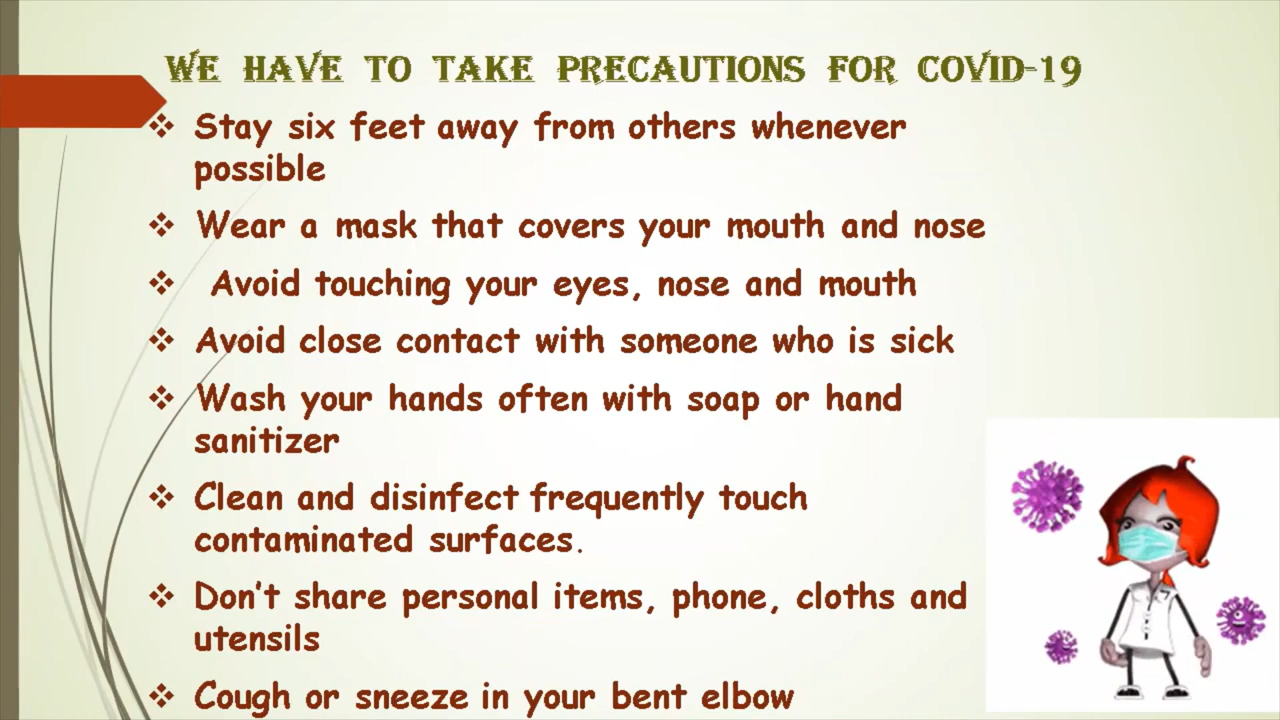 WE HAVE TO TAKE PRECAUTIONS FOR COVID-19
❖ Stay six feet away from others whenever
possible
❖ Wear a mask that covers your mouth and nose
❖ Avoid touching your eyes, nose and mouth
❖ Avoid close contact with someone who is sick
❖ Wash your hands often with soap or hand
sanitizer
❖ Clean and disinfect frequently touch
contaminated surfaces.
❖ Don’t share personal items, phone, cloths and
utensils
❖ Cough or sneeze in your bent elbow